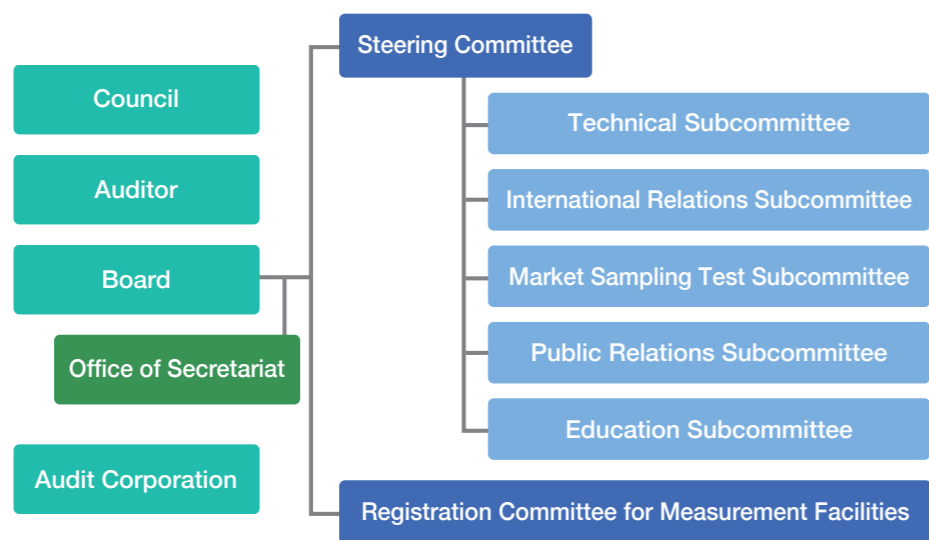 Steering Committee
Council
Technical Subcommittee
Auditor
International Relations Subcommittee
Board
Market Sampling Test Subcommittee
Office of Secretariat
Public Relations Subcommittee
Education Subcommittee
Audit Corporation
Registration Committee for Measurement Facilities